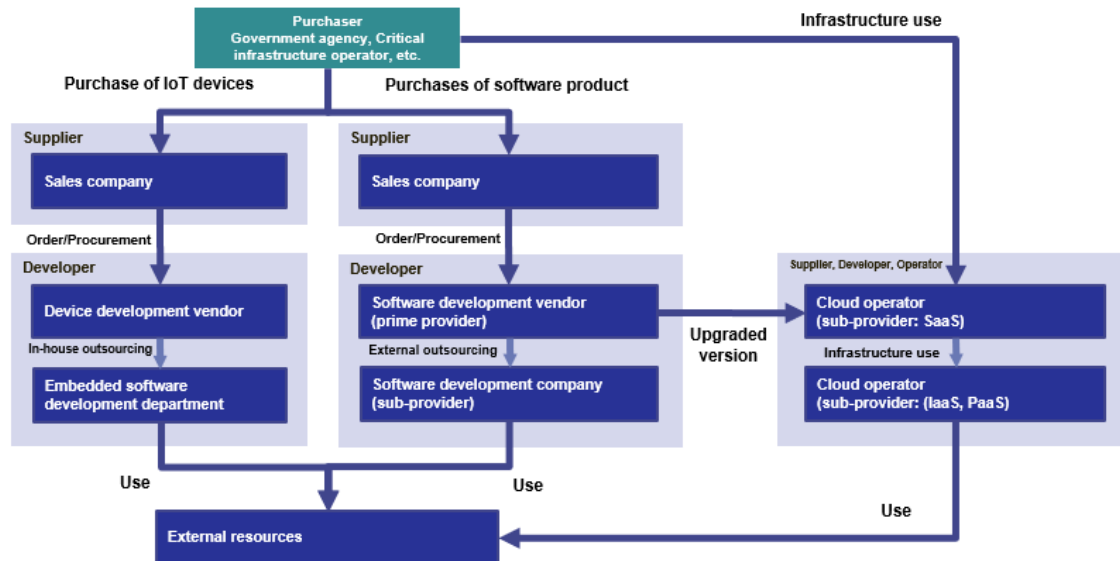 Purchaser
Government agency, Critical
infrastructure operator, etc.
Infrastructure use
Purchase of IoT devices
Purchases of software product
Supplier
Sales company
Supplier
Sales company
Order/Procurement
Order/Procurement
Developer
Device development vendor
In-house outsourcing
Embedded software
development department
Developer
Software development vendor
(prime provider)
External outsourcing
Software development company
(sub-provider)
Upgraded
version
Supplier, Developer, Operator
Cloud operator
(sub-provider: SaaS)
Infrastructure use
Cloud operator
(sub-provider: (IaaS, PaaS)
Use
Use
Use
External resources